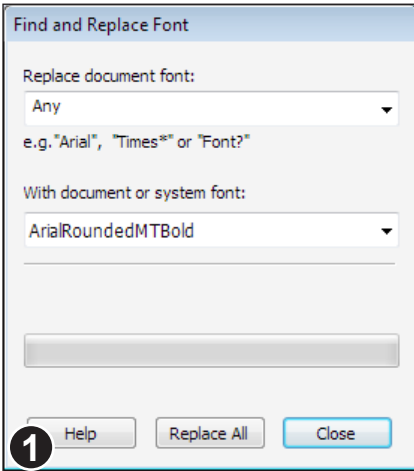 Find and Replace Font
Replace document font:
Any
e.g."Arial", "Times*" or "Font?"
With document or system font:
ArialRoundedMTBold
1 Help Replace All Close